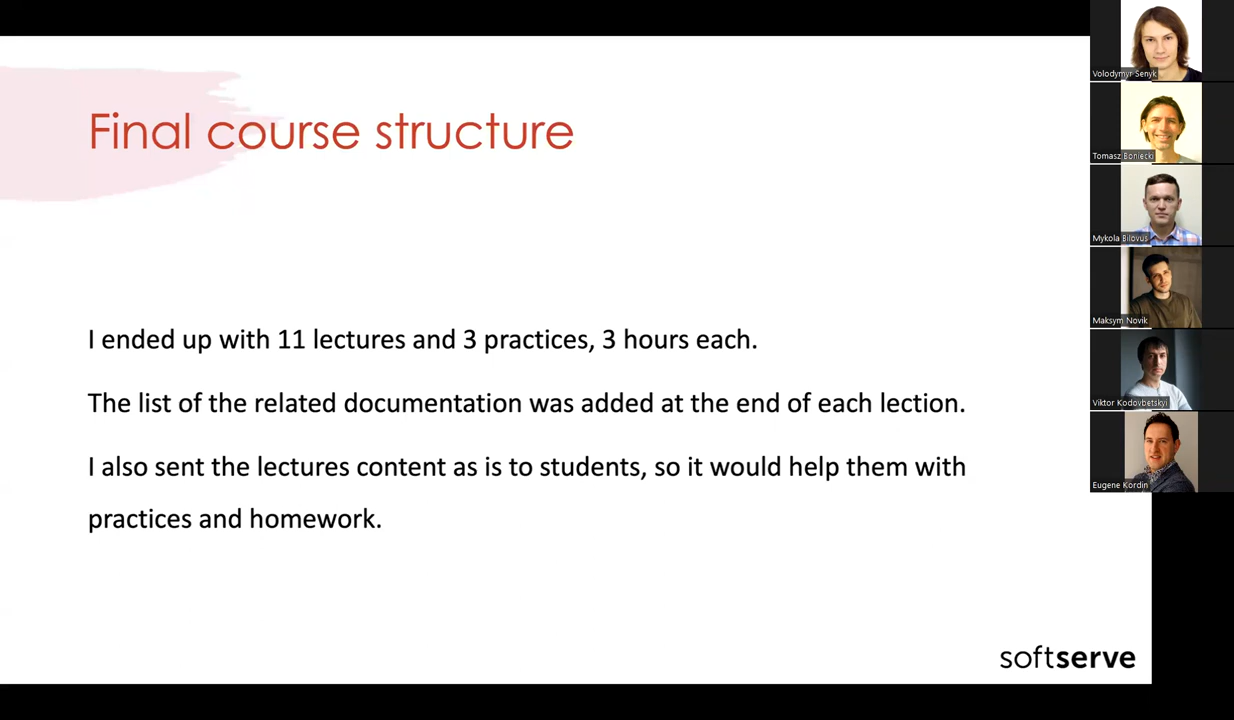 Final course structure
I ended up with 11 lectures and 3 practices, 3 hours each.
The list of the related documentation was added at the end of each lection.
I also sent the lectures content as is to students, so it would help them with
practices and homework.
softserve
Volodymyr Senyk
Tomasz Boniecki
Mykola Bilovus
Maksym Novik
Viktor Kodovbetskyi
Eugene Kordin